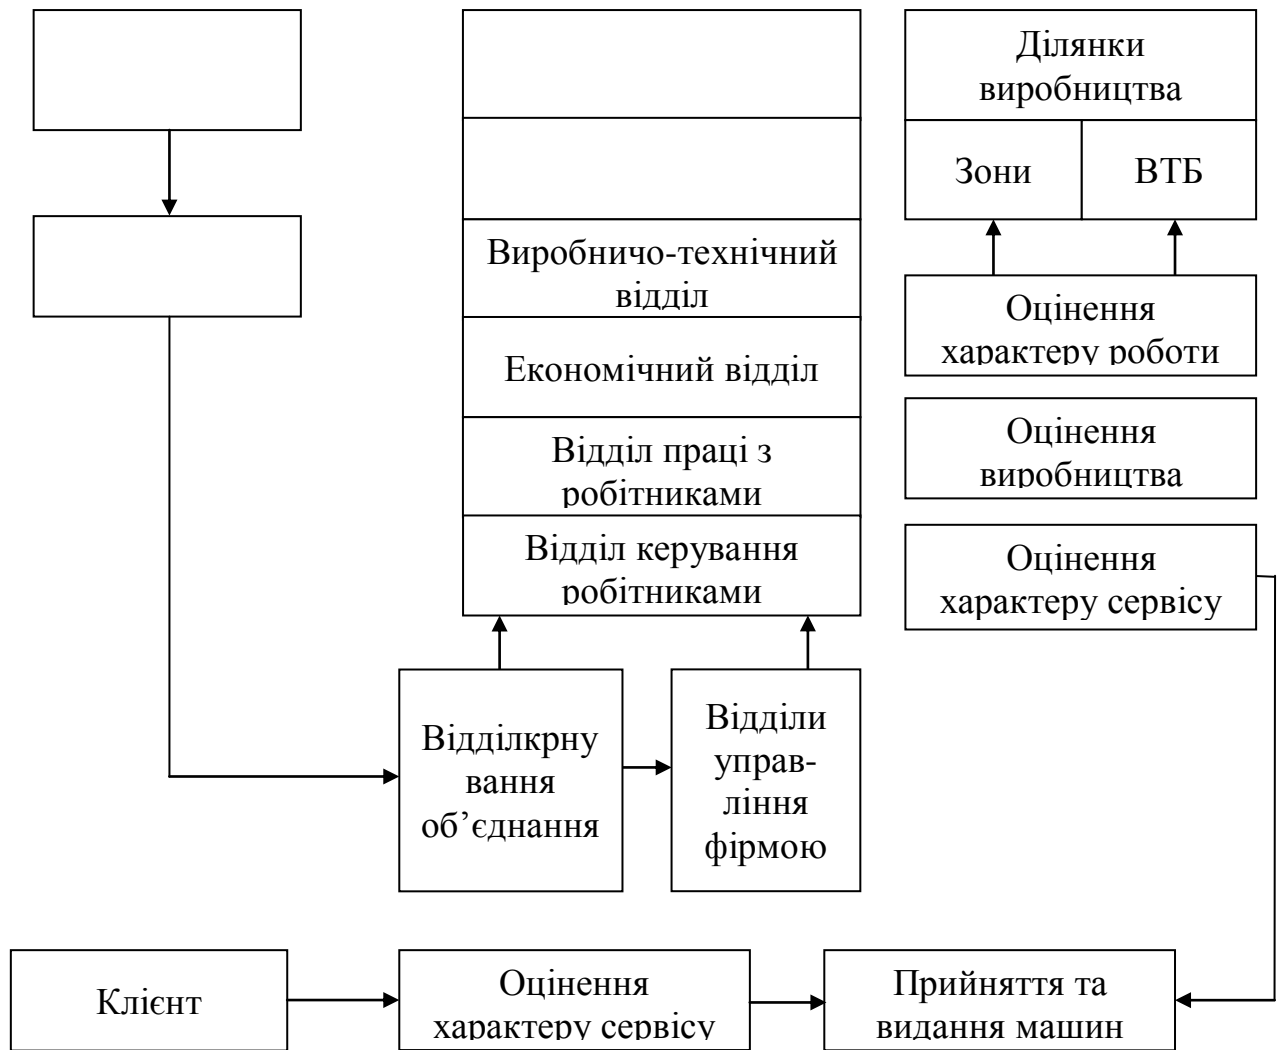 Ділянки
виробництва
Зони
ВТБ
Виробничо-технічний
відділ
Оцінення
характеру роботи
Економічний відділ
Оцінення
виробництва
Відділ праці з
робітниками
Відділ керування
робітниками
Оцінення
характеру сервісу
Відділкрну
вання
об’єднання
Відділи
управ-
ління
фірмою
Клієнт
Оцінення
характеру сервісу
Прийняття та
видання машин